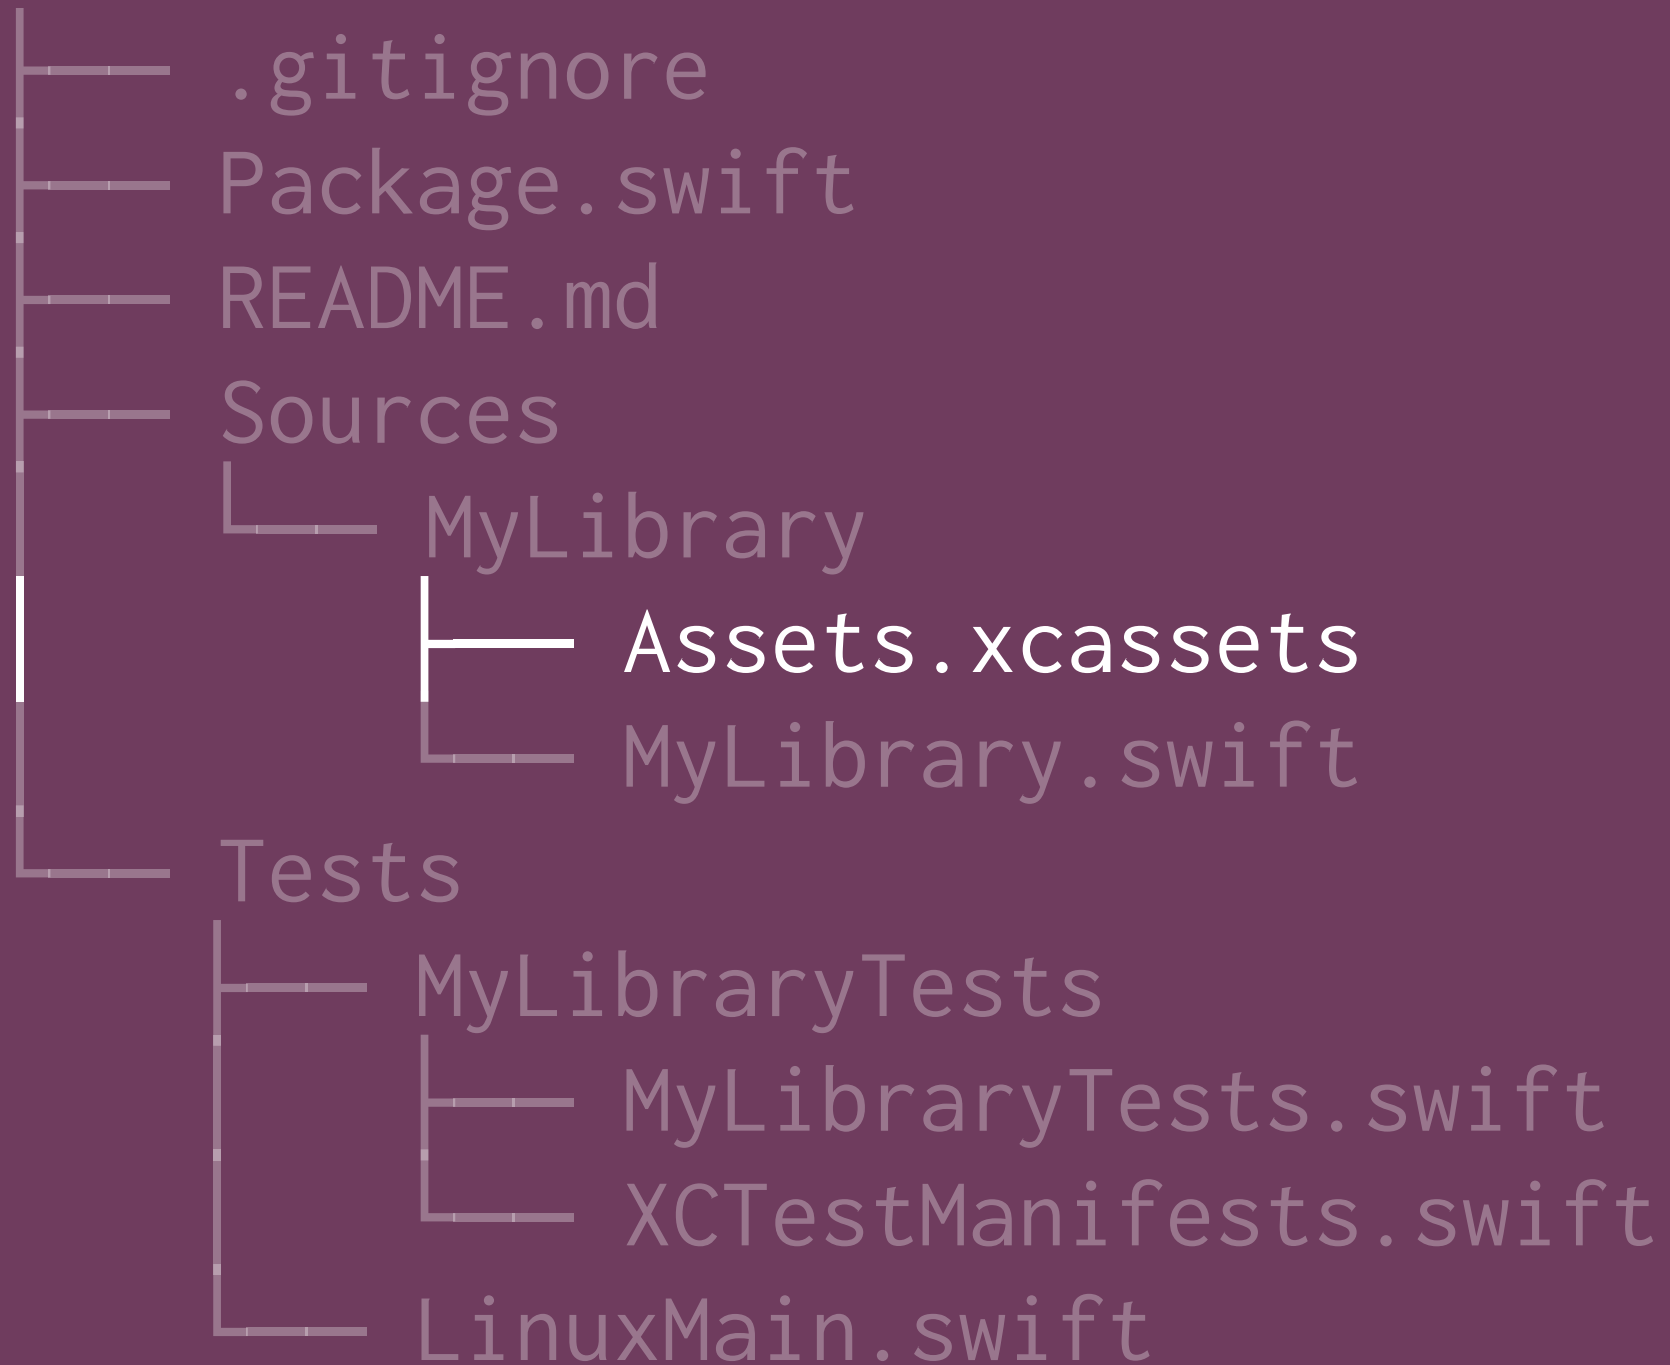 .gitignore
Package.swift
README.md
Sources
MyLibrary
Assets.xcassets
MyLibrary.swift
Tests
MyLibraryTests
MyLibraryTests.swift
XCTestManifests.swift
LinuxMain.swift